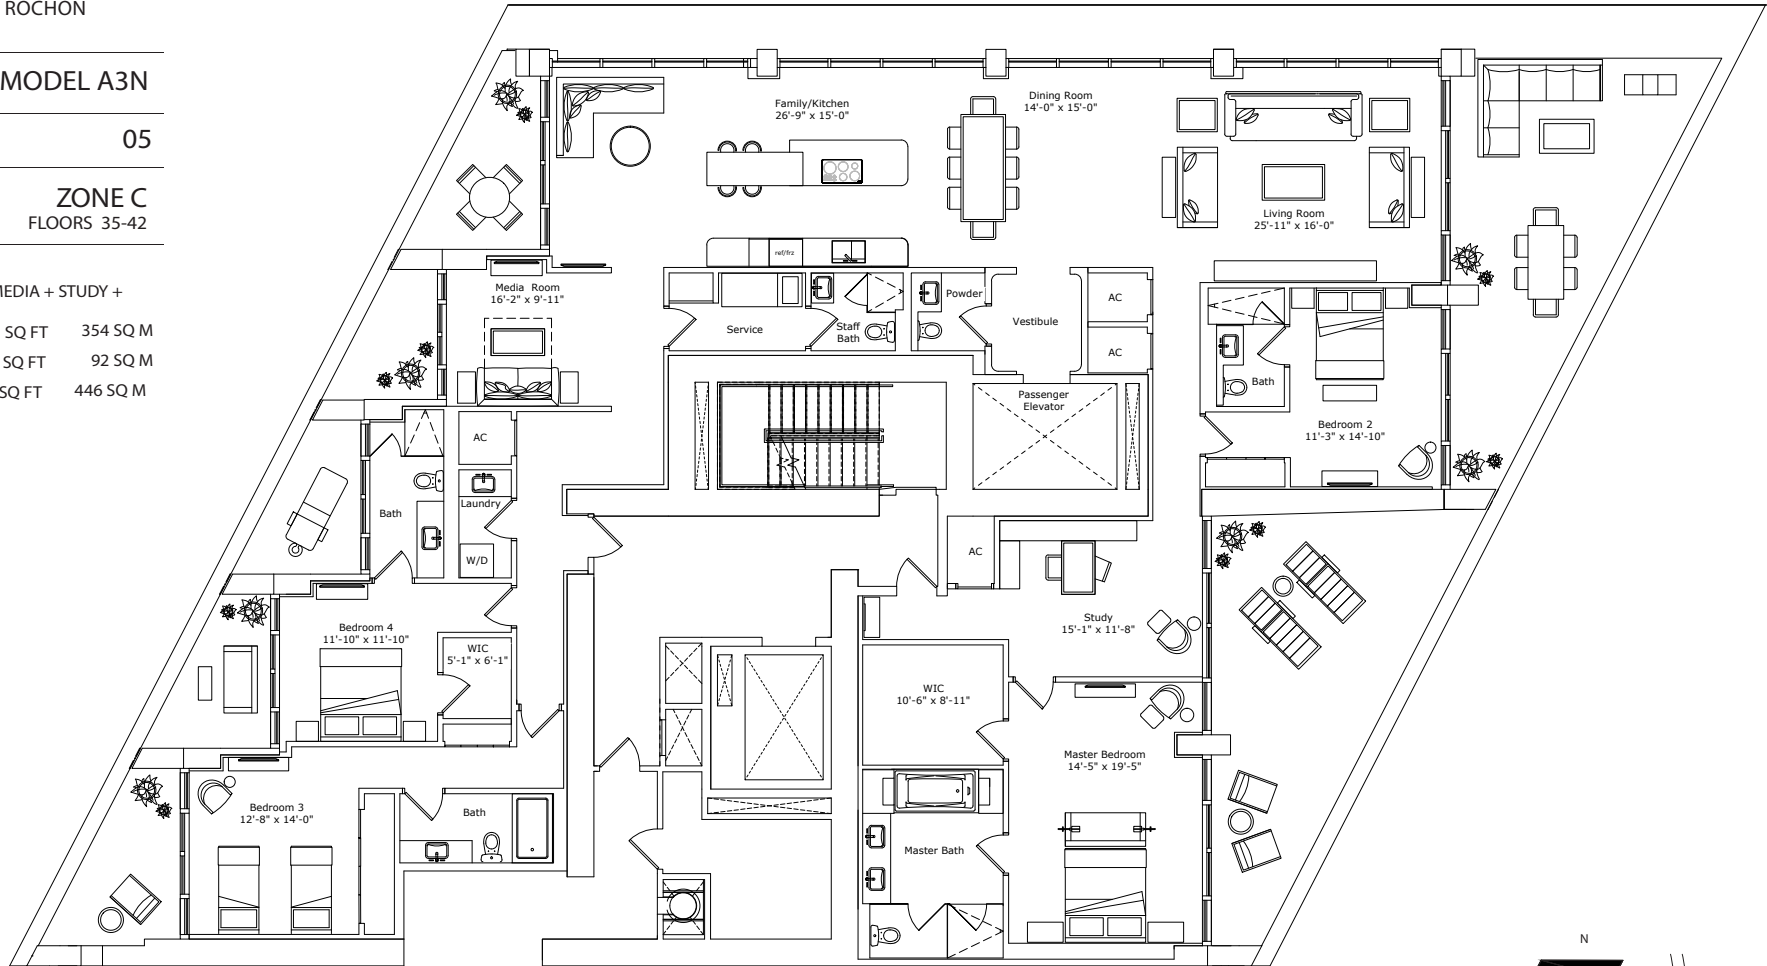 ROCHON
MODEL A3N
05
ZONE C
FLOORS 35-42
MEDIA + STUDY +
SQ FT 354 SQ M
SQ FT 92 SQ M
SQ FT 446 SQ M
Family/Kitchen
26'-9" x 15'-0"
Dining Room
14'-0" x 15'-0"
Living Room
25'-11" x 16'-0"
ref/frz
Media Room
16'-2" x 9'-11"
Service
Staff
Bath
Powder
Vestibule
AC
AC
Passenger
Elevator
Bath
Bedroom 2
11'-3" x 14'-10"
AC
Laundry
Bath
W/D
AC
Study
15'-1" x 11'-8"
Bedroom 4
11'-10" x 11'-10"
WIC
5'-1" x 6'-1"
WIC
10'-6" x 8'-11"
Master Bedroom
14'-5" x 19'-5"
Bedroom 3
12'-8" x 14'-0"
Bath
Master Bath
N